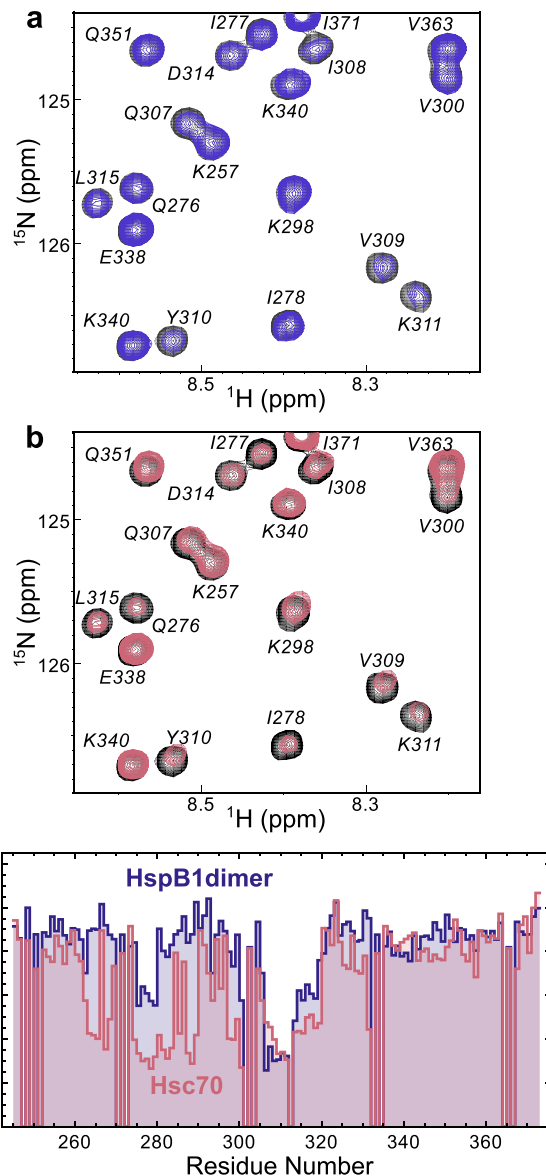 a
Q351
I277
I371
V363
D314
I308
K340
V300
125
Q307
K257
L315
Q276
K298
E338
126
V309
I278
K311
K340
Y310
15N (ppm)
8.5
8.3
1H (ppm)
b
Q351
I277
I371
V363
D314
I308
K340
V300
125
Q307
K257
L315
Q276
K298
E338
126
V309
I278
K311
K340
Y310
15N (ppm)
8.5
8.3
1H (ppm)
HspB1dimer
Hsc70
260 280 300 320 340 360
Residue Number